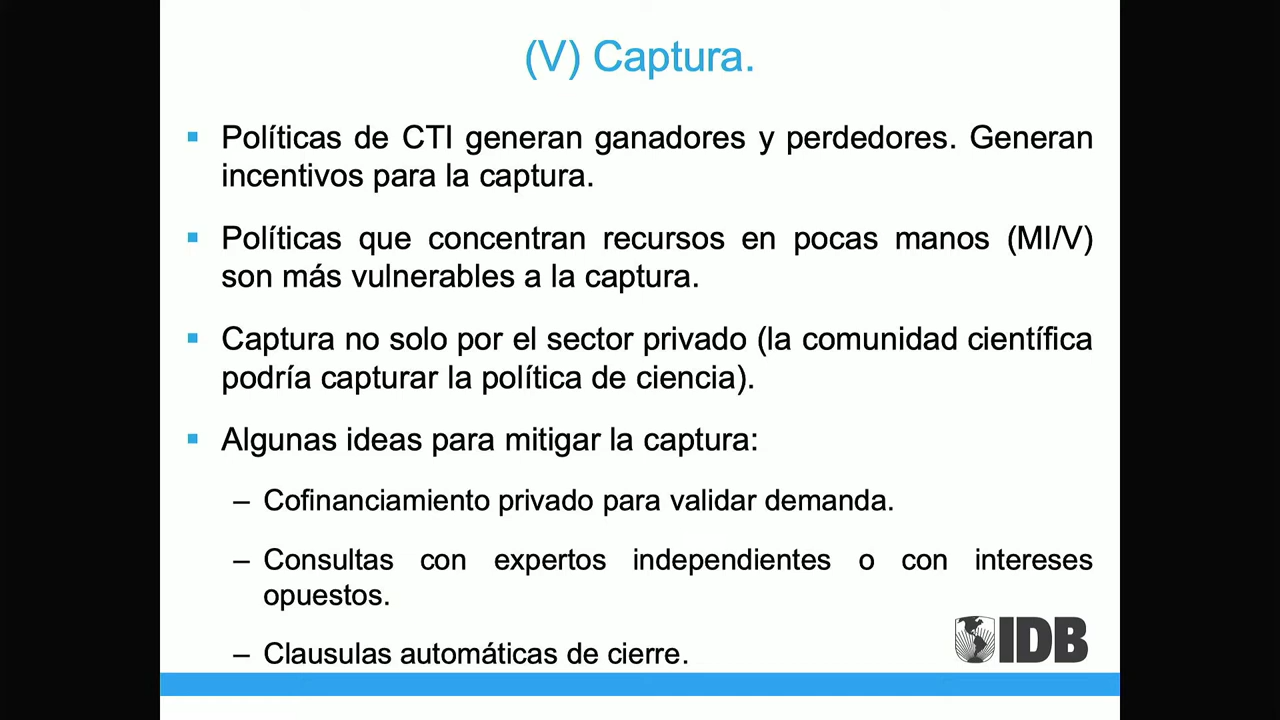 (V) Captura.
▪ Políticas de CTI generan ganadores y perdedores. Generan
incentivos para la captura.
▪ Políticas que concentran recursos en pocas manos (MI/V)
son más vulnerables a la captura.
▪ Captura no solo por el sector privado (la comunidad científica
podría capturar la política de ciencia).
▪ Algunas ideas para mitigar la captura:
– Cofinanciamiento privado para validar demanda.
– Consultas con expertos independientes o con intereses
opuestos.
– Clausulas automáticas de cierre.
IDB